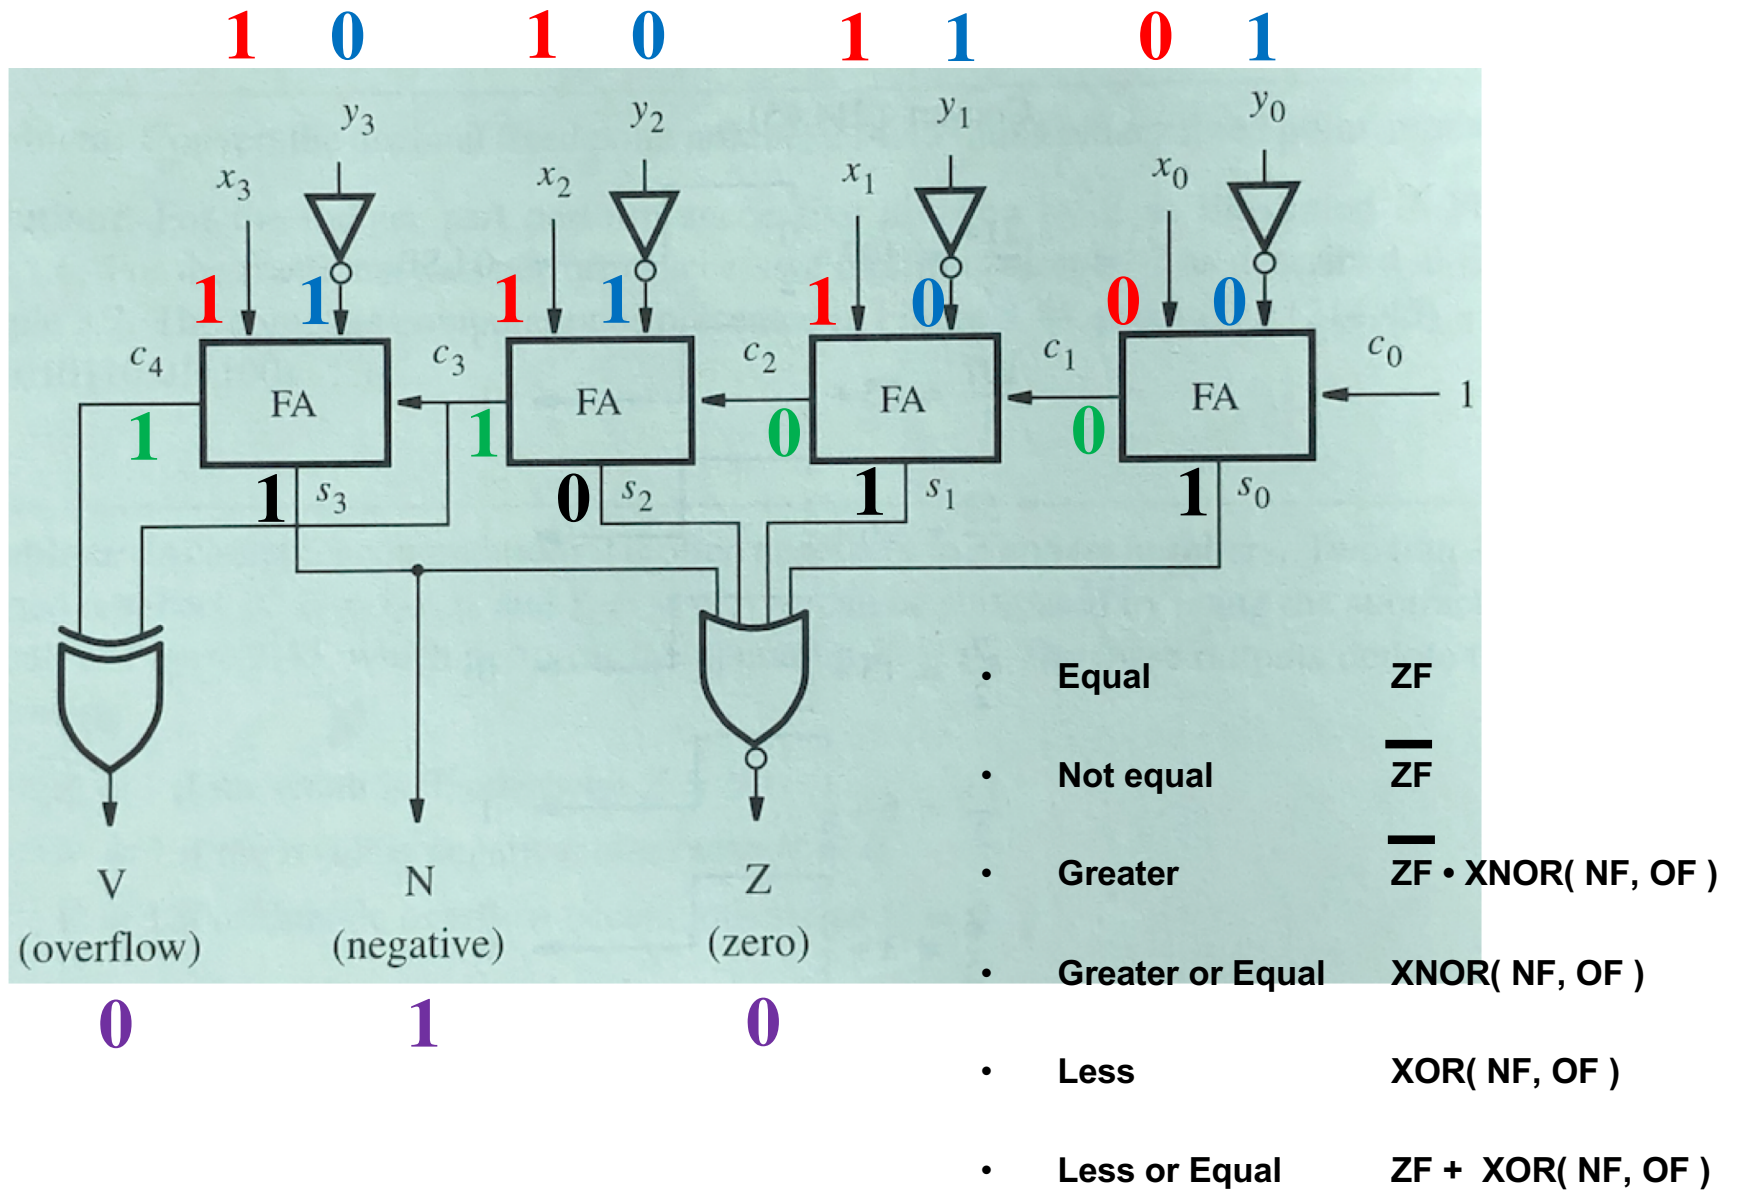 1 0 1 0 1 1 0 1
y3 y2 y1 y0
x3 x2 x1 x0
1 1 1 1 1 0 0 0
c4 c3 c2 c1 c0
FA FA FA FA 1
1 1 0 0
1 s3 0 s2 1 s1 1 s0
• Equal ZF
• Not equal Z̅F̅
V N Z
• Greater Z̅F̅ • XNOR( NF, OF )
(overflow) (negative) (zero)
• Greater or Equal XNOR( NF, OF )
0 1 0
• Less XOR( NF, OF )
• Less or Equal ZF + XOR( NF, OF )